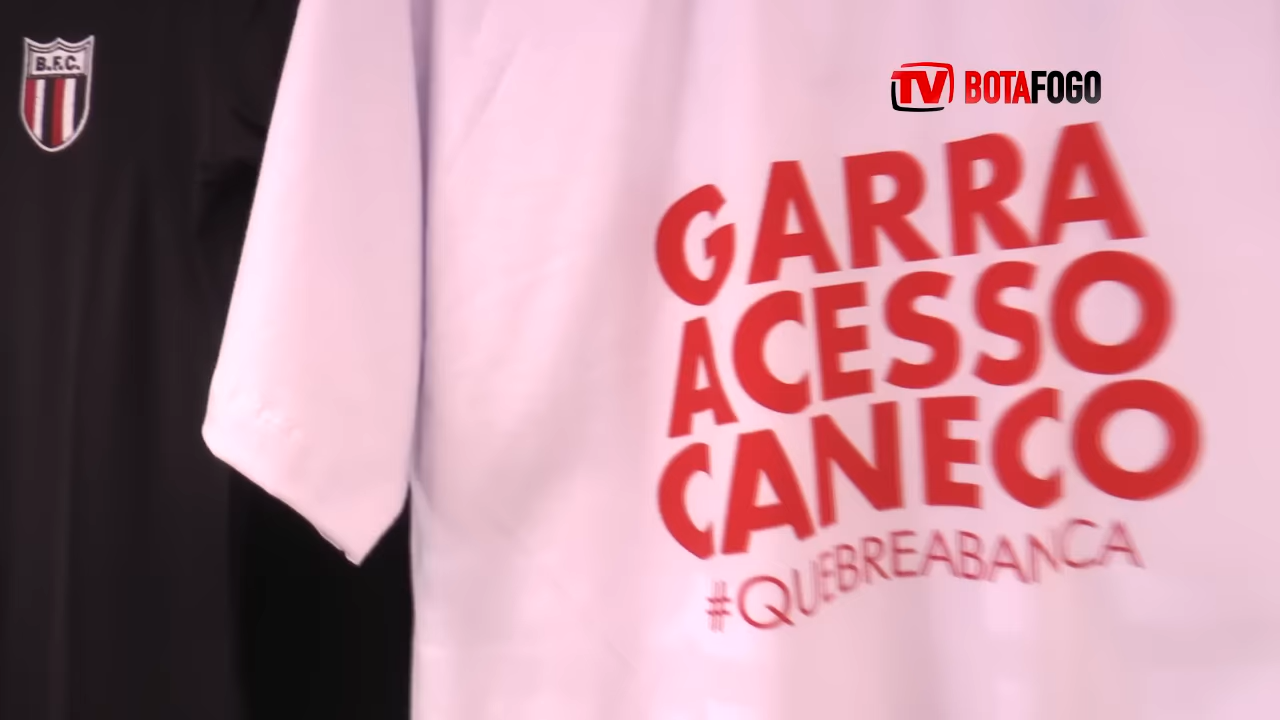 B.F.C.
TV BOTAFOGO
GARRA
ACESSO
CANECO
#QUEBREABANCA